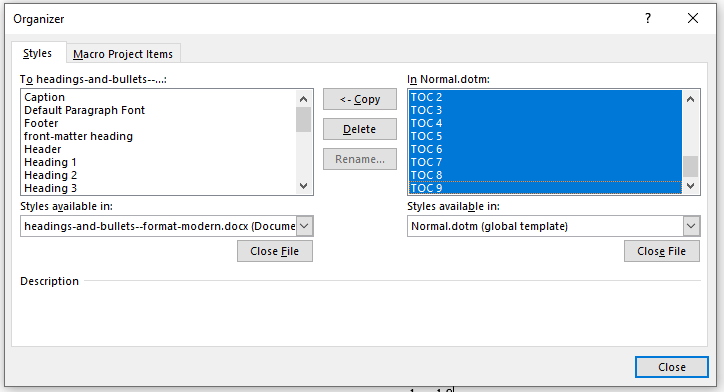 Organizer
?
Styles
Macro Project Items
To headings-and-bullets--...:
Caption
Default Paragraph Font
Footer
front-matter heading
Header
Heading 1
Heading 2
Heading 3
Styles available in:
headings-and-bullets--format-modern.docx (Docume
Close File
<- Copy
Delete
Rename...
In Normal.dotm:
TOC 2
TOC 3
TOC 4
TOC 5
TOC 6
TOC 7
TOC 8
TOC 9
Styles available in:
Normal.dotm (global template)
Close File
Description
Close